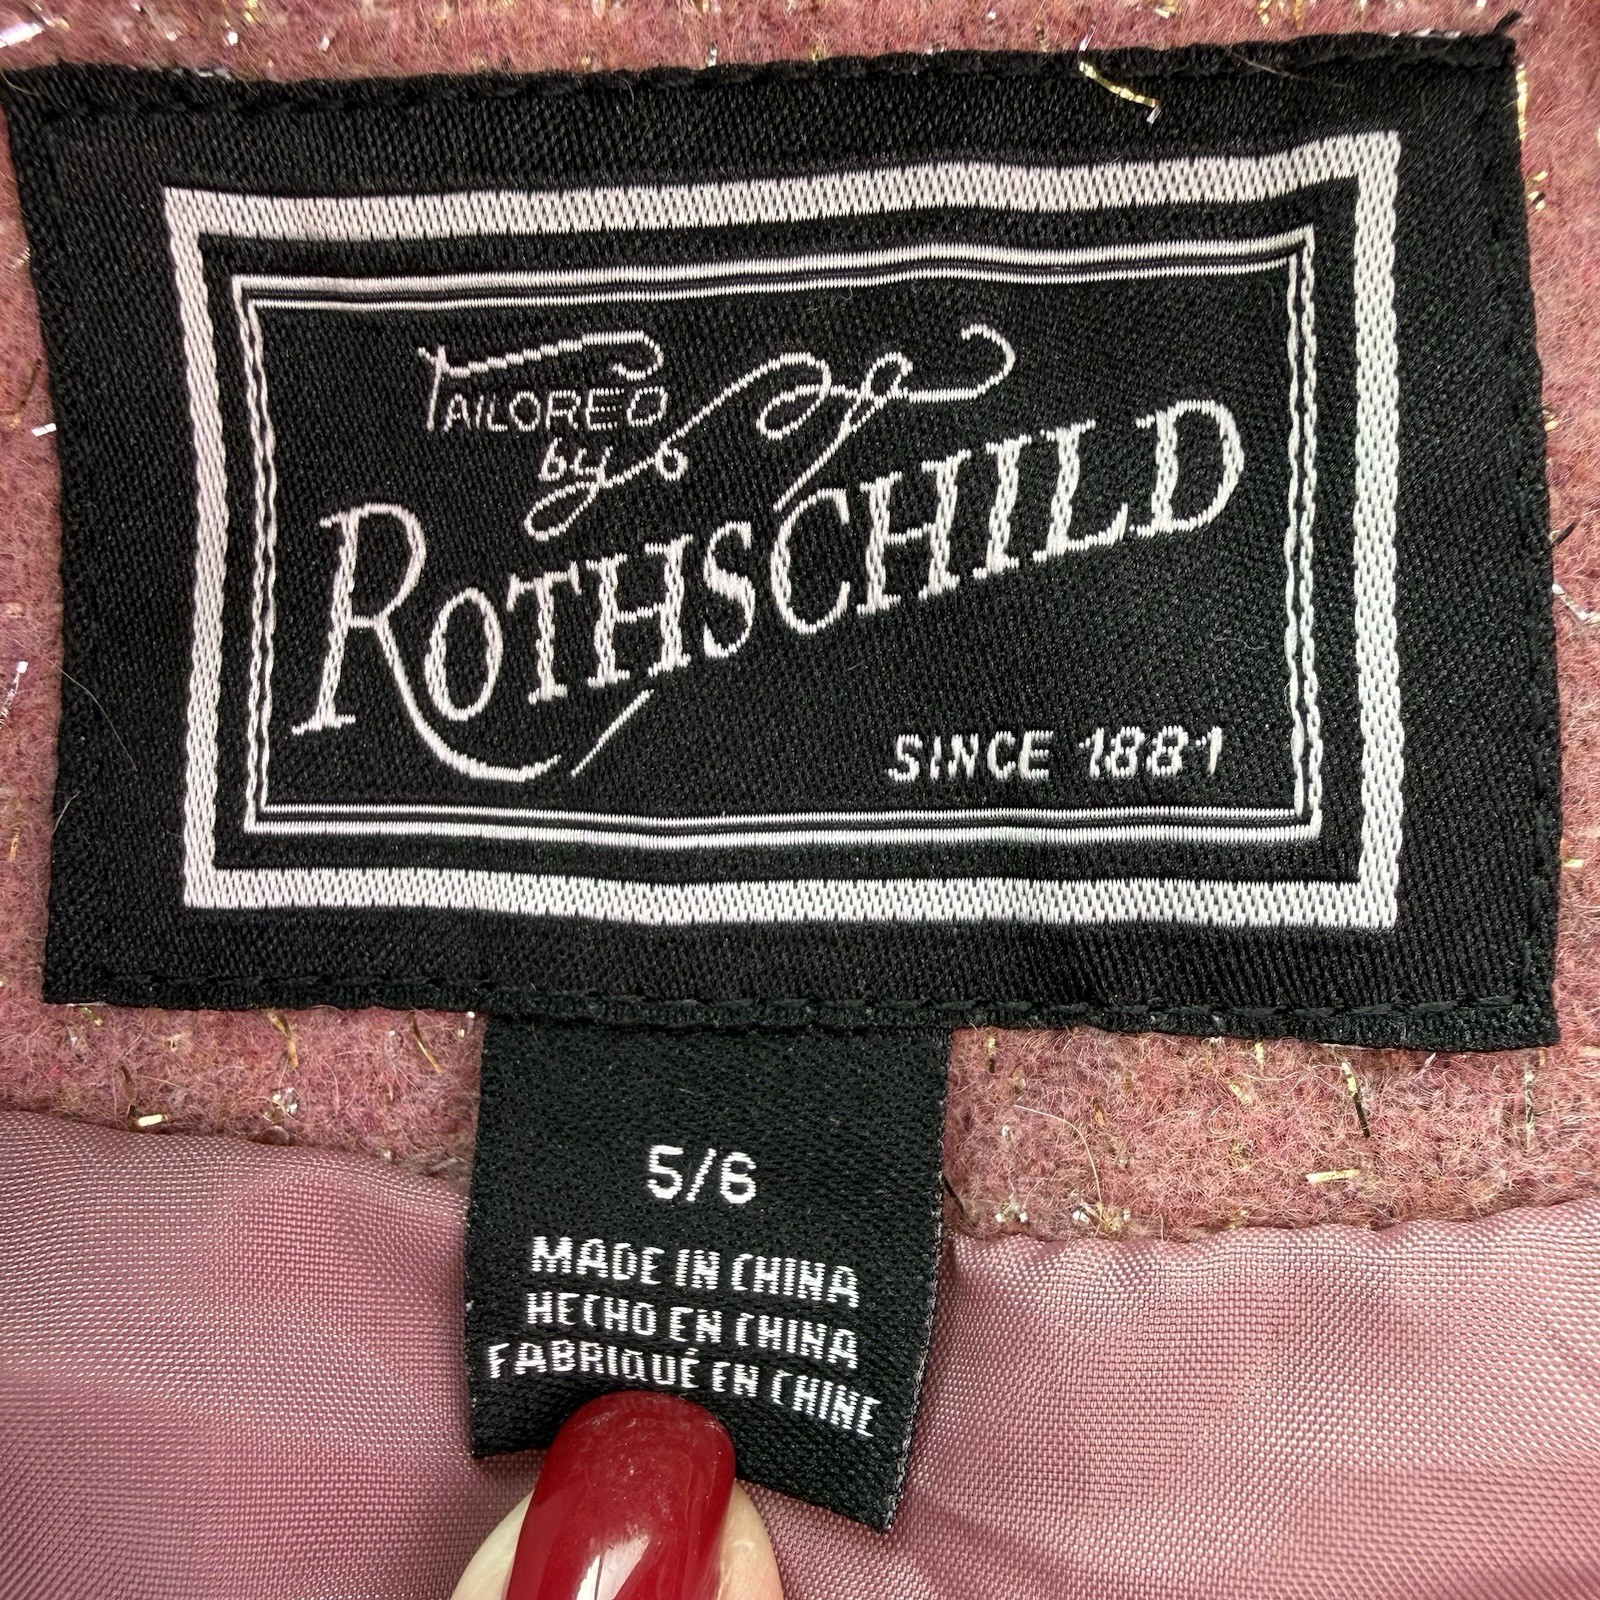 TAILORED
by
ROTHSCHILD
SINCE 1881
5/6
MADE IN CHINA
HECHO EN CHINA
FABRIQUÉ EN CHINE